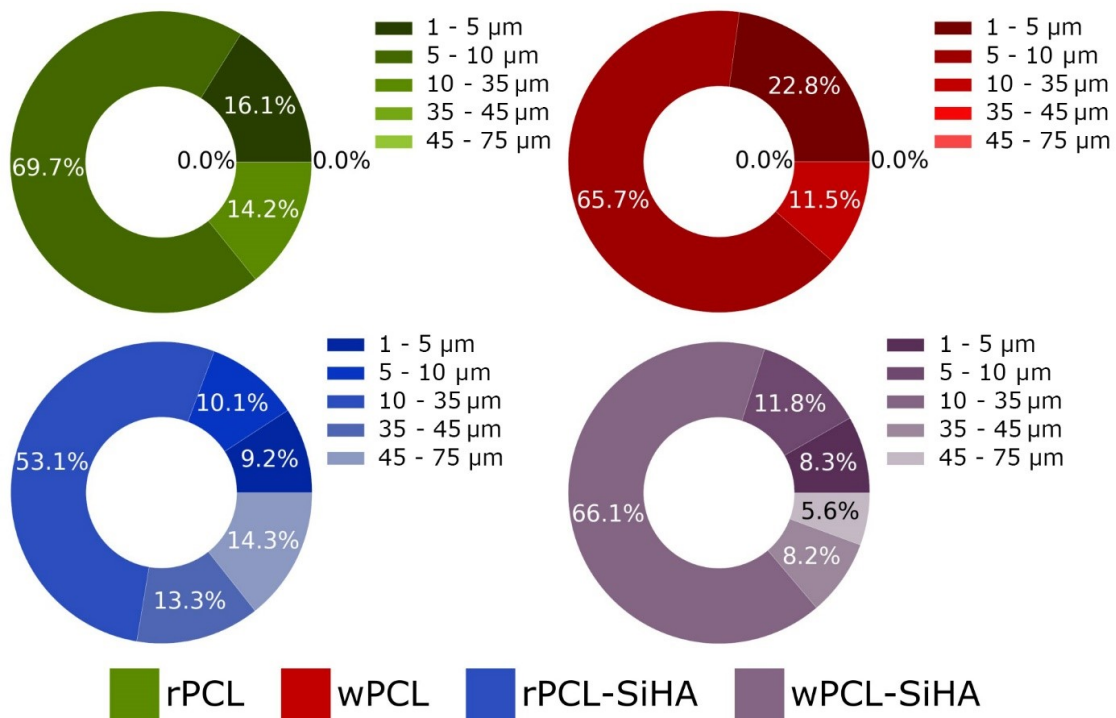 1 - 5 µm
5 - 10 µm
10 - 35 µm
35 - 45 µm
45 - 75 µm
16.1%
69.7%
0.0%
0.0%
14.2%
1 - 5 µm
5 - 10 µm
10 - 35 µm
35 - 45 µm
45 - 75 µm
22.8%
65.7%
0.0%
0.0%
11.5%
1 - 5 µm
5 - 10 µm
10 - 35 µm
35 - 45 µm
45 - 75 µm
10.1%
53.1%
9.2%
14.3%
13.3%
1 - 5 µm
5 - 10 µm
10 - 35 µm
35 - 45 µm
45 - 75 µm
11.8%
8.3%
66.1%
5.6%
8.2%
rPCL wPCL rPCL-SiHA wPCL-SiHA